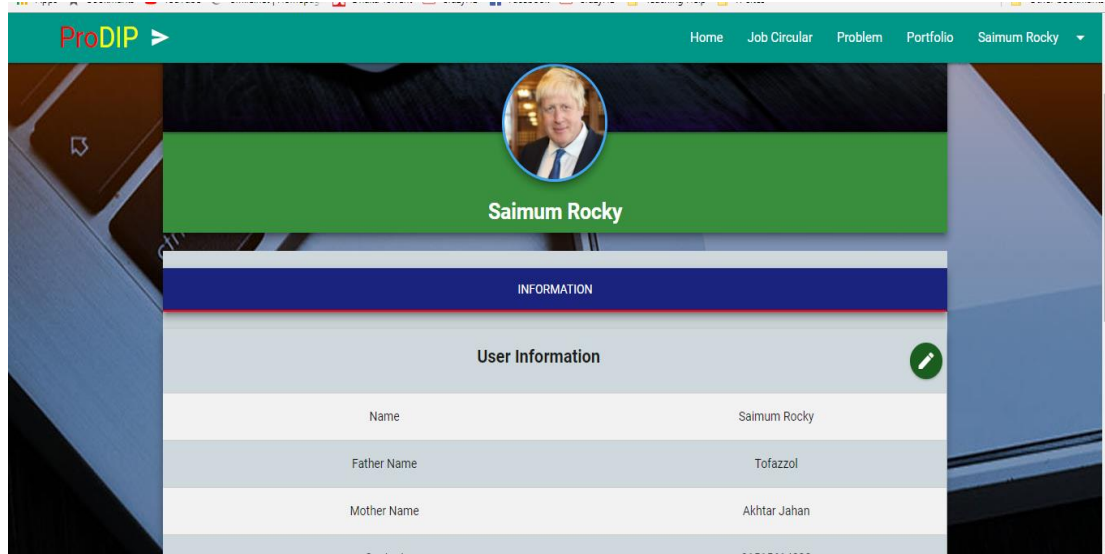 ProDIP
Home Job Circular Problem Portfolio Saimum Rocky
Saimum Rocky
INFORMATION
User Information
Name Saimum Rocky
Father Name Tofazzol
Mother Name Akhtar Jahan